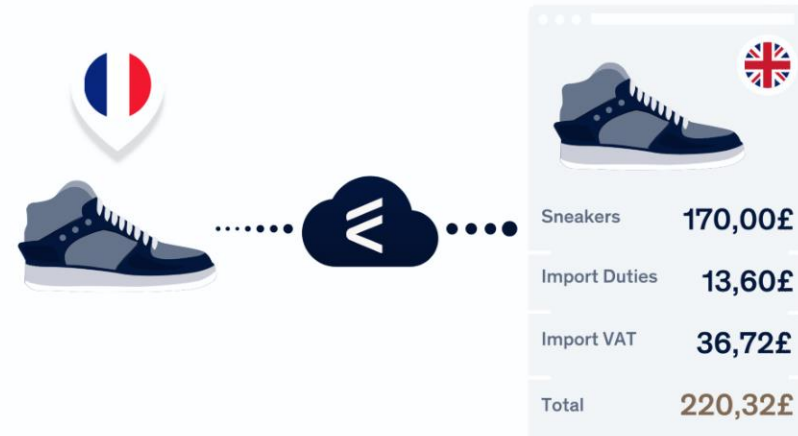 Sneakers 170,00£
Import Duties 13,60£
Import VAT 36,72£
Total 220,32£